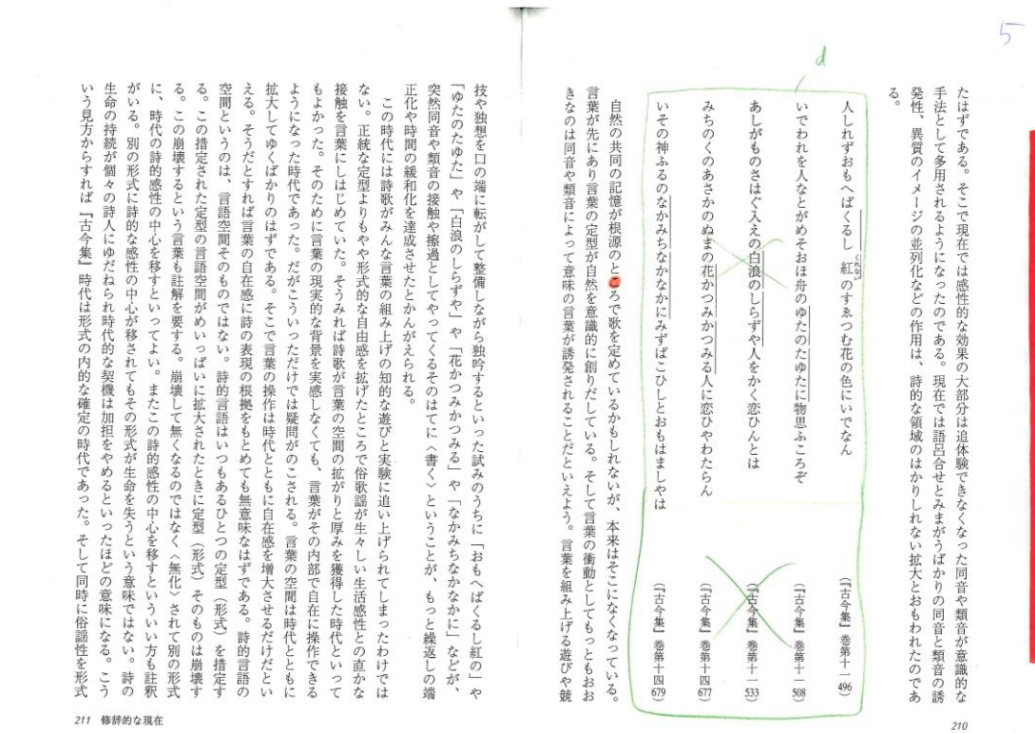 5
d
たはずである。そこで現在では感性的な効果の大部分は追体験できなくなった同音や類音が意識的な
手法として多用されるようになったのである。現在では語呂合せとみまがうばかりの同音と類音の誘
発性、異質のイメージの並列化などの作用は、詩的な領域のはかりしれない拡大とおもわれたのであ
る。
人しれずおもへばくるし紅のすゑつむ花の色にいでなん
くれない
(『古今集』巻第十一 496)
いでわれを人なとがめそおほ舟のゆたのたゆたに物思ふころぞ
(『古今集』巻第十一 508)
あしがものさはぐ入えの白浪のしらずや人をかく恋ひんとは
(『古今集』巻第十一 533)
みちのくのあさかのぬまの花かつみかつみる人に恋ひやわたらん
(『古今集』巻第十四 677)
いその神ふるのなかみちなかなかにみずばこひしとおもはましやは
(『古今集』巻第十四 679)
自然の共同の記憶が根源のところで歌を定めているかもしれないが、本来はそこになくなっている。
言葉が先にあり言葉の定型が自然を意識的に創りだしている。そして言葉の衝動としてもっともおお
きなのは同音や類音によって意味の言葉が誘発されることだといえよう。言葉を組み上げる遊びや競
210
技や独想を口の端に転がして整備しながら独吟するといった試みのうちに「おもへばくるし紅の」や
「ゆたのたゆた」や「白浪のしらずや」や「花かつみかつみる」や「なかみちなかなかに」などが、
突然同音や類音の接触や擦過としてやってくるそのはてに〈書く〉ということが、もっと繰返しの端
正化や時間の緩和化を達成させたとかんがえられる。
この時代には詩歌がみんな言葉の組み上げの知的な遊びと実験に追い上げられてしまったわけでは
ない。正統な定型よりもやや形式的な自由感を拡げたところで俗歌謡が生々しい生活感性との直かな
接触を言葉にしはじめていた。そうみれば詩歌が言葉の空間の拡がりと厚みを獲得した時代といって
もよかった。そのために言葉の現実的な背景を実感しなくても、言葉がその内部で自在に操作できる
ようになった時代であった。だがこういっただけでは疑問がのこされる。言葉の空間は時代とともに
拡大してゆくばかりのはずである。そこで言葉の操作は時代とともに自在感を増大させるだけだとい
える。そうだとすれば言葉の自在感に詩の表現の根拠をもとめても無意味なはずである。詩的言語の
空間というのは、言語空間そのものではない。詩的言語はいつもあるひとつの定型(形式)を措定す
る。この措定された定型の言語空間がめいっぱいに拡大されたときに定型(形式)そのものは崩壊す
る。この崩壊するという言葉も註解を要する。崩壊して無くなるのではなく〈無化〉されて別の形式
に、時代の詩的感性の中心を移すといってよい。またこの詩的感性の中心を移すといういい方も註釈
がいる。別の形式に詩的な感性の中心が移されてもその形式が生命を失うという意味ではない。詩の
生命の持続が個々の詩人にゆだねられ時代的な契機は加担をやめるといったほどの意味になる。こう
いう見方からすれば『古今集』時代は形式の内的な確定の時代であった。そして同時に俗謡性を形式
211 修辞的な現在